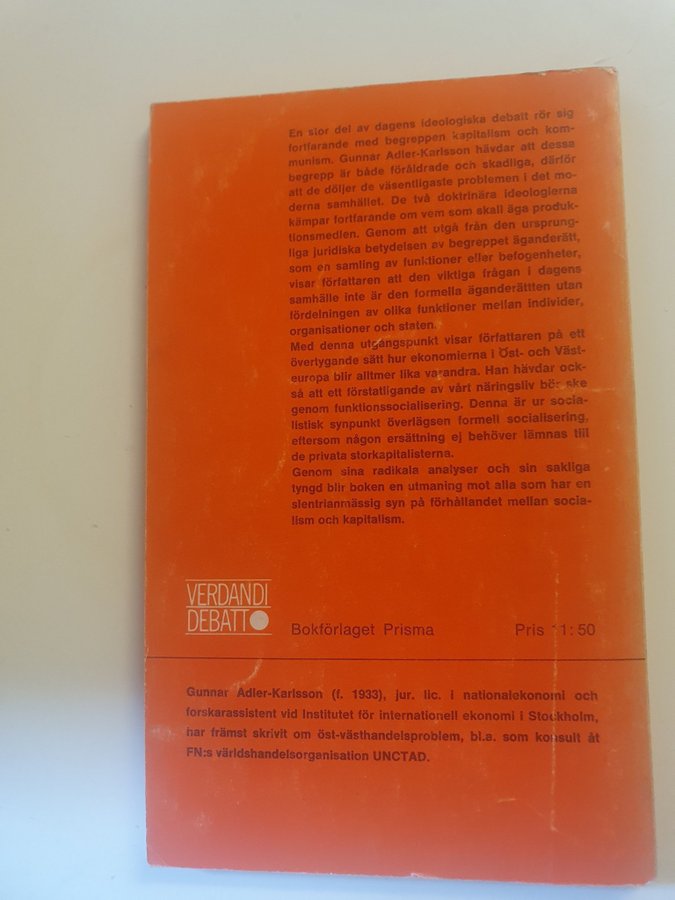 En stor del av dagens ideologiska debatt rör sig
fortfarande med begreppen kapitalism och kom-
munism. Gunnar Adler-Karlsson hävdar att dessa
begrepp är både föråldrade och skadliga, därför
att de döljer de väsentligaste problemen i det mo-
derna samhället. De två doktrinära ideologierna
kämpar fortfarande om vem som skall äga produk-
tionsmedlen. Genom att utgå från den ursprung-
liga juridiska betydelsen av begreppet äganderätt,
som en samling av funktioner eller befogenheter,
visar författaren att den viktiga frågan i dagens
samhälle inte är den formella äganderättten utan
fördelningen av olika funktioner mellan individer,
organisationer och staten.
Med denna utgångspunkt visar författaren på ett
övertygande sätt hur ekonomierna i Öst- och Väst-
europa blir alltmer lika varandra. Han hävdar ock-
så att ett förstatligande av vårt näringsliv bör ske
genom funktionssocialisering. Denna är ur socia-
listisk synpunkt överlägsen formell socialisering,
eftersom någon ersättning ej behöver lämnas till
de privata storkapitalisterna.
Genom sina radikala analyser och sin sakliga
tyngd blir boken en utmaning mot alla som har en
slentrianmässig syn på förhållandet mellan socia-
lism och kapitalism.
VERDANDI
DEBATT
Bokförlaget Prisma Pris 11:50
Gunnar Adler-Karlsson (f. 1933), jur. lic. i nationalekonomi och
forskarassistent vid Institutet för internationell ekonomi i Stockholm,
har främst skrivit om öst-västhandelsproblem, bl.a. som konsult åt
FN:s världshandelsorganisation UNCTAD.